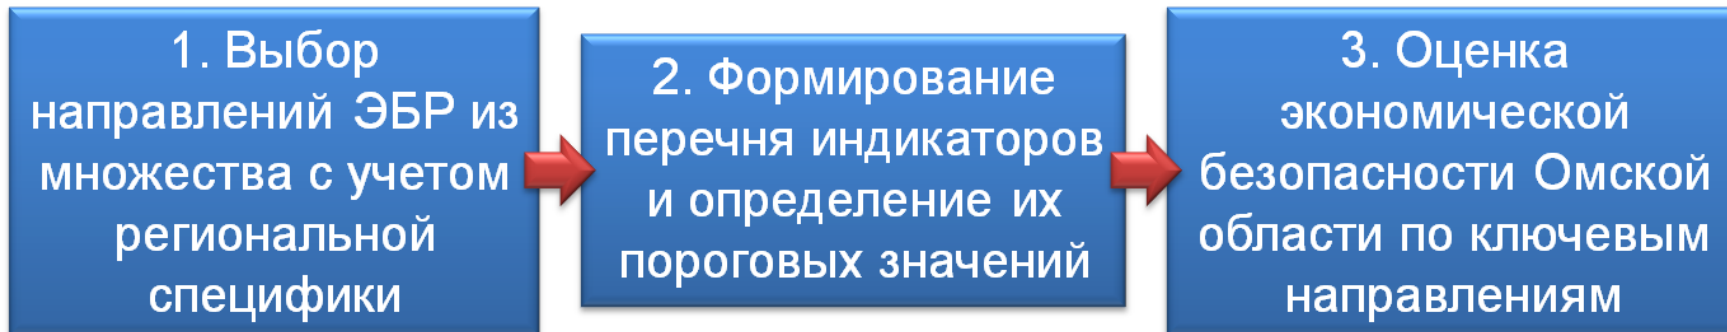 1. Выбор
направлений ЭБР из
множества с учетом
региональной
специфики
2. Формирование
перечня индикаторов
и определение их
пороговых значений
3. Оценка
экономической
безопасности Омской
области по ключевым
направлениям